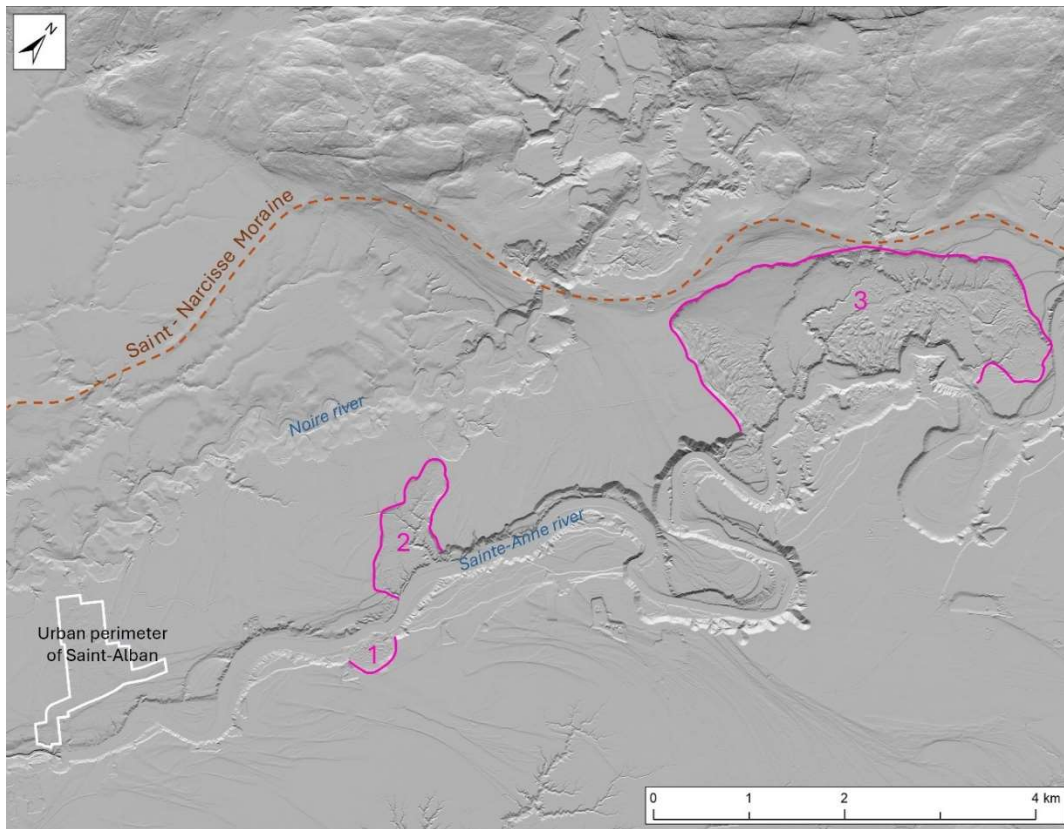 N
Saint - Narcisse Moraine
3
Noire river
2
Sainte-Anne river
Urban perimeter
of Saint-Alban
1
0 1 2 4 km